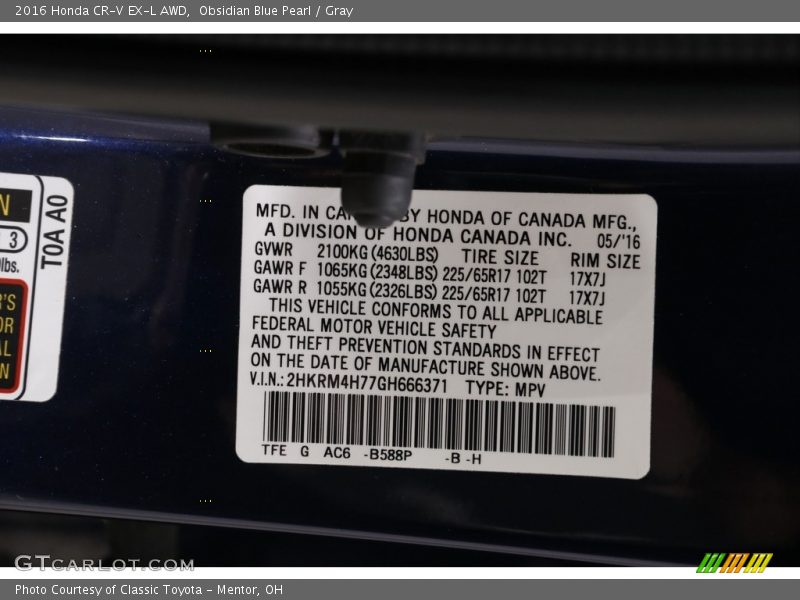 2016 Honda CR-V EX-L AWD, Obsidian Blue Pearl / Gray
N
3
lbs.
R'S
OR
AL
N
T0A A0
MFD. IN BY HONDA OF CANADA MFG.,
A DIVISION OF HONDA CANADA INC. 05/'16
GVWR 2100KG (4630LBS) TIRE SIZE RIM SIZE
GAWR F 1065KG (2348LBS) 225/65R17 102T 17X7J
GAWR R 1055KG (2326LBS) 225/65R17 102T 17X7J
THIS VEHICLE CONFORMS TO ALL APPLICABLE
FEDERAL MOTOR VEHICLE SAFETY
AND THEFT PREVENTION STANDARDS IN EFFECT
ON THE DATE OF MANUFACTURE SHOWN ABOVE.
V.I.N.: 2HKRM4H77GH666371 TYPE: MPV
TFE G AC6 -B588P -B -H
GTCARLOT.COM
Photo Courtesy of Classic Toyota - Mentor, OH